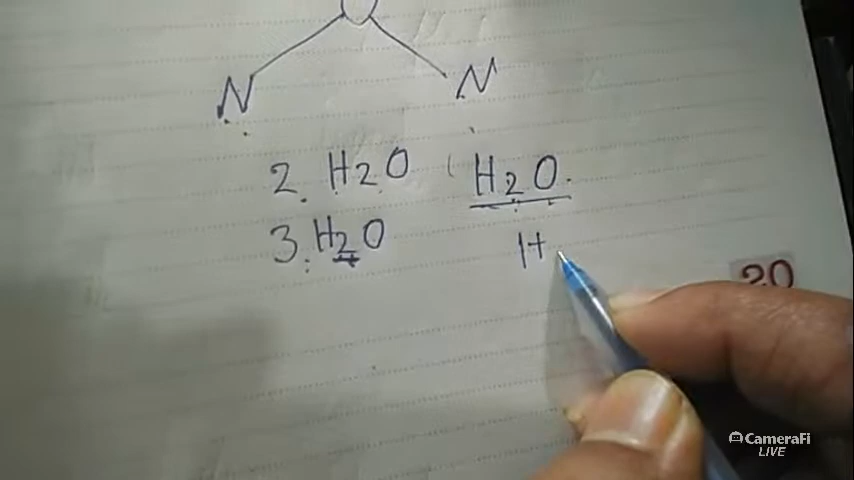 O
N N
2. H2O H2O.
3. H2O H
20
CameraFi
LIVE